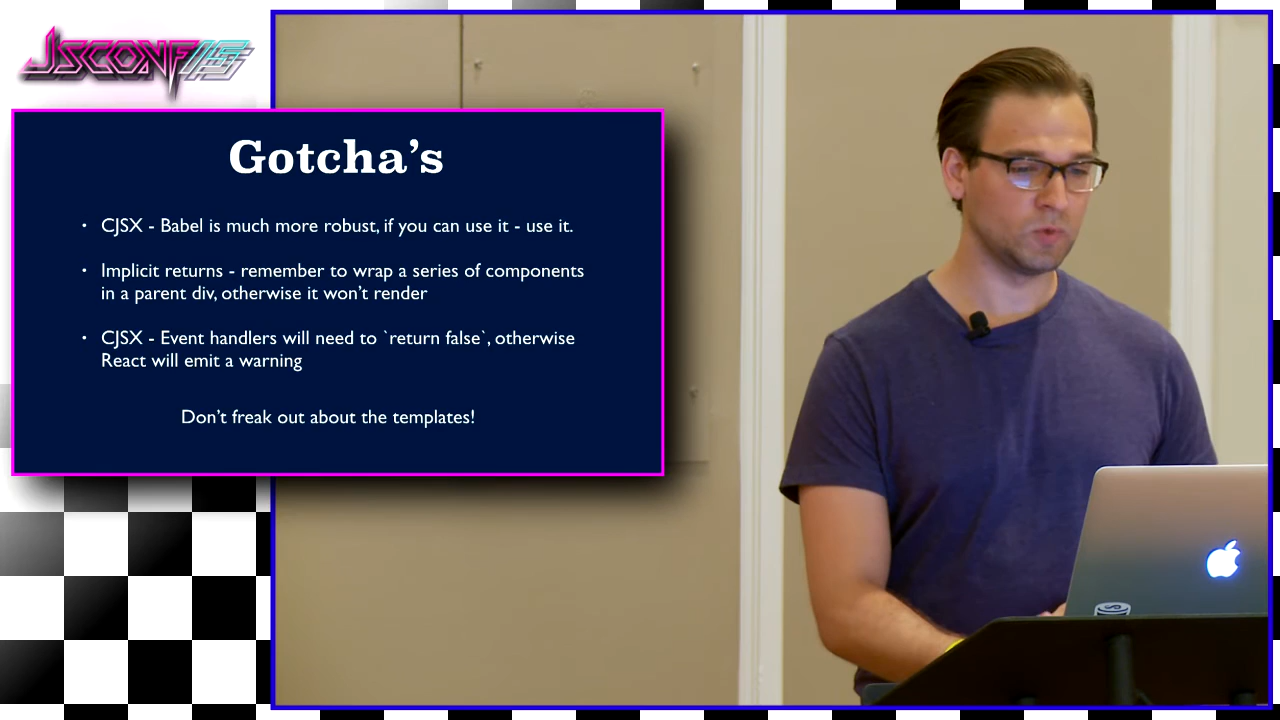 JSCONF15
Gotcha's
• CJSX - Babel is much more robust, if you can use it - use it.
• Implicit returns - remember to wrap a series of components
in a parent div, otherwise it won't render
• CJSX - Event handlers will need to `return false`, otherwise
React will emit a warning
Don't freak out about the templates!